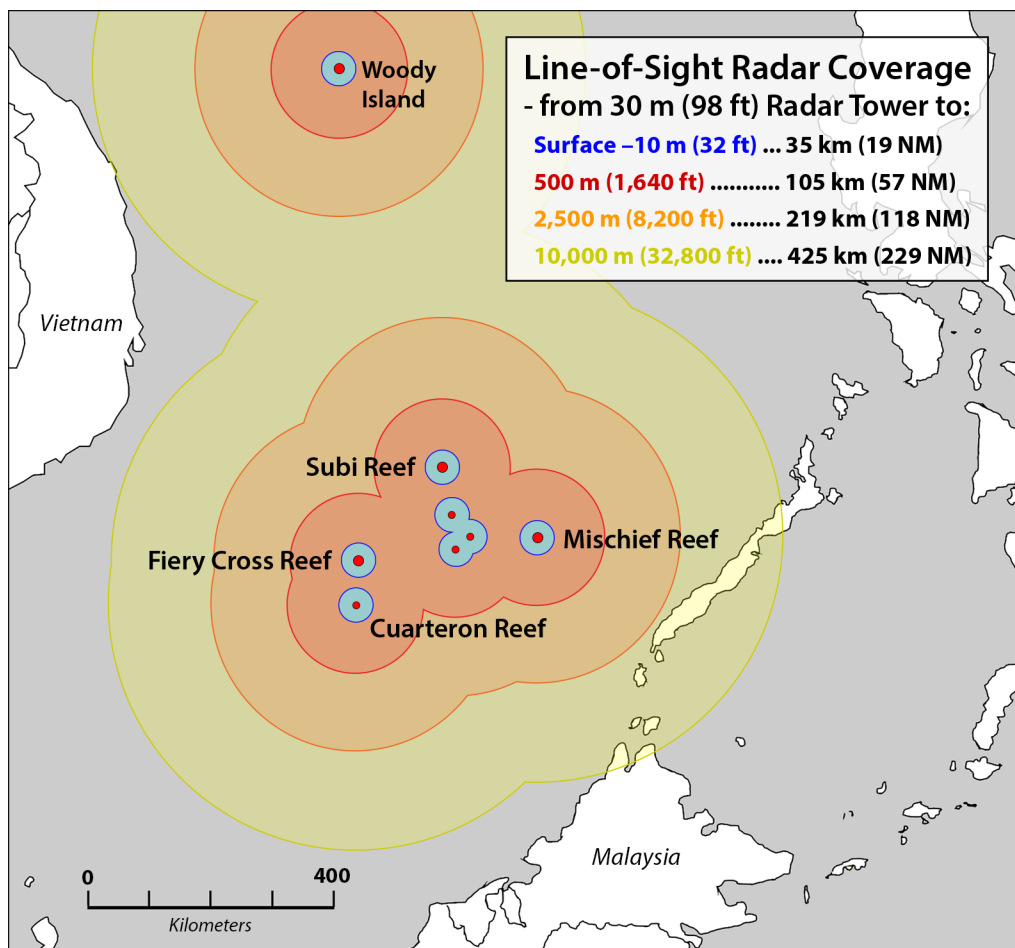 Line-of-Sight Radar Coverage
- from 30 m (98 ft) Radar Tower to:
Surface –10 m (32 ft) ... 35 km (19 NM)
500 m (1,640 ft) ........... 105 km (57 NM)
2,500 m (8,200 ft) ........ 219 km (118 NM)
10,000 m (32,800 ft) .... 425 km (229 NM)
Woody
Island
Vietnam
Subi Reef
Mischief Reef
Fiery Cross Reef
Cuarteron Reef
Malaysia
0
400
Kilometers